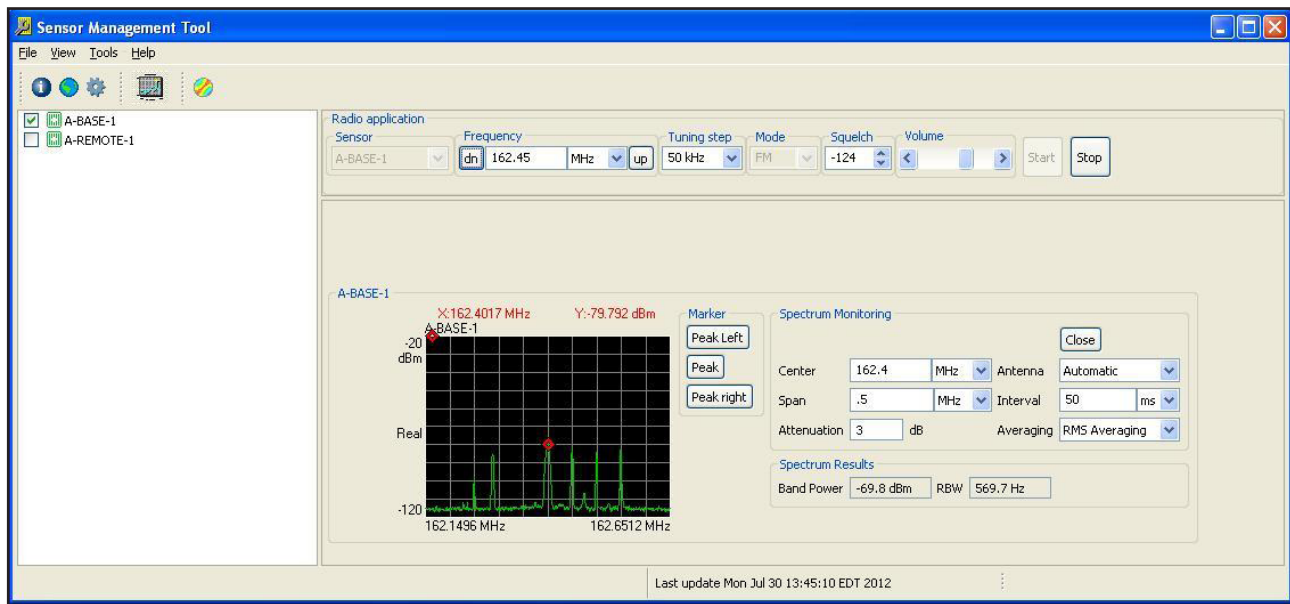 Sensor Management Tool
File View Tools Help
A-BASE-1
A-REMOTE-1
Radio application
Sensor Frequency Tuning step Mode Squelch Volume
A-BASE-1 dn 162.45 MHz up 50 kHz FM -124 Start Stop
A-BASE-1
X:162.4017 MHz Y:-79.792 dBm
A-BASE-1
-20
dBm
Real
-120
162.1496 MHz 162.6512 MHz
Marker
Peak Left
Peak
Peak right
Spectrum Monitoring
Close
Center 162.4 MHz Antenna Automatic
Span .5 MHz Interval 50 ms
Attenuation 3 dB Averaging RMS Averaging
Spectrum Results
Band Power -69.8 dBm RBW 569.7 Hz
Last update Mon Jul 30 13:45:10 EDT 2012